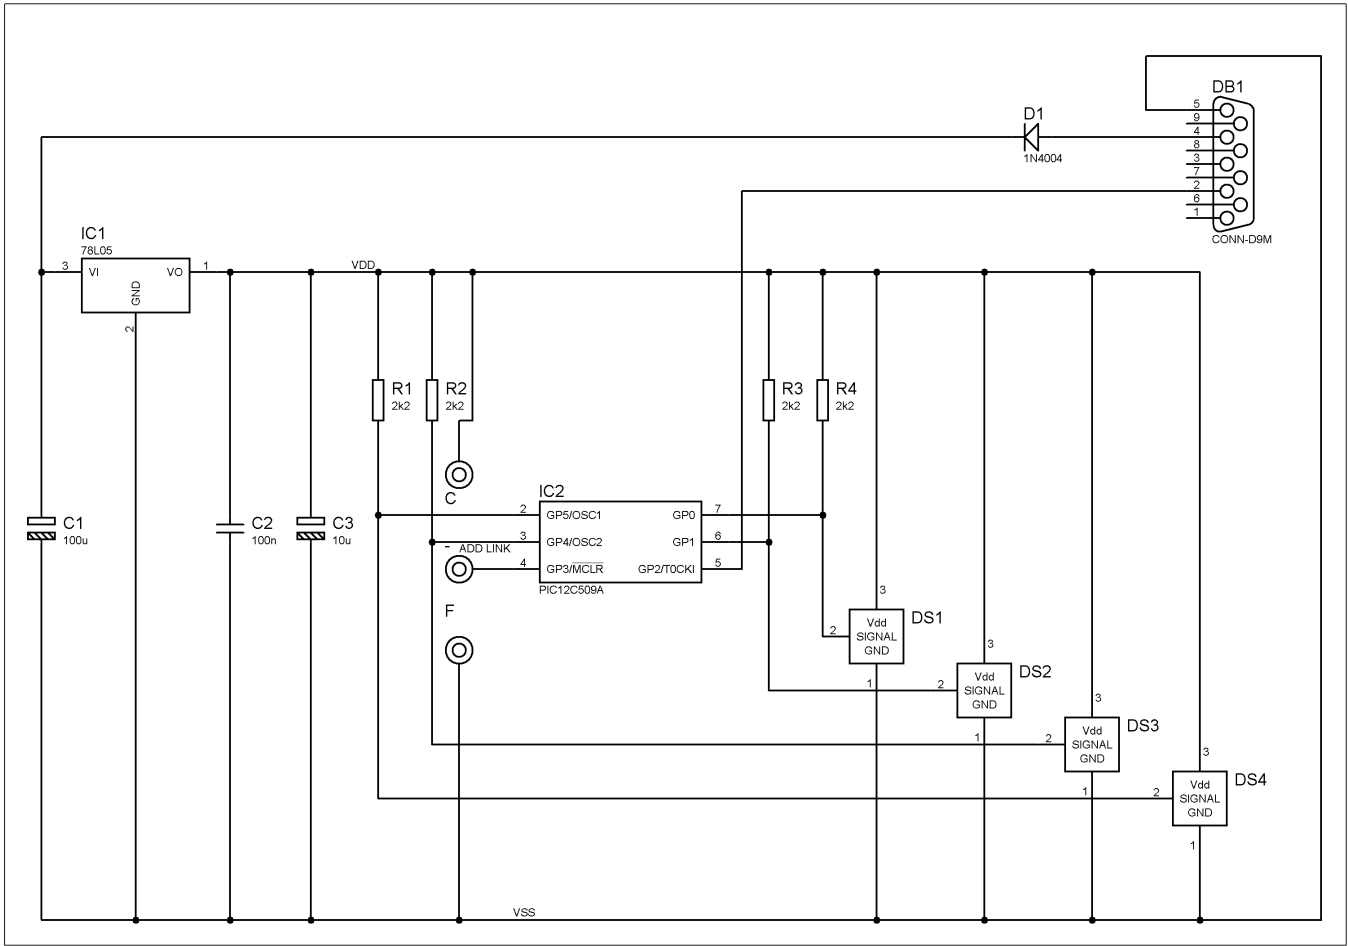 DB1
5
9
4
8
3
7
2
6
1
CONN-D9M
D1
1N4004
IC1
78L05
3
VI
VO
1
GND
2
VDD
R1
2k2
R2
2k2
R3
2k2
R4
2k2
C
IC2
2
GP5/OSC1
GP0
7
3
GP4/OSC2
GP1
6
4
GP3/MCLR
GP2/T0CKI
5
PIC12C509A
-
ADD LINK
F
C1
100u
C2
100n
C3
10u
3
2
Vdd
SIGNAL
GND
DS1
1
3
2
Vdd
SIGNAL
GND
DS2
1
3
2
Vdd
SIGNAL
GND
DS3
1
3
2
Vdd
SIGNAL
GND
DS4
1
VSS